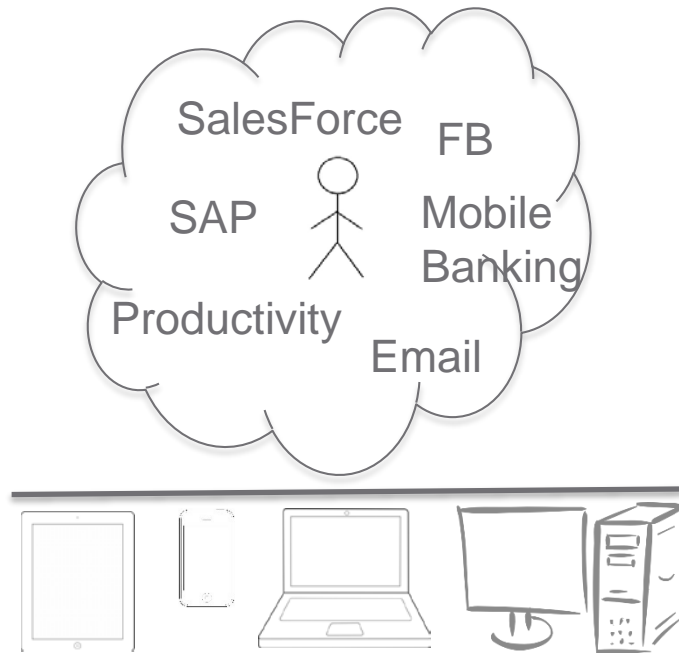 SalesForce
FB
SAP
Mobile
Banking
Productivity
Email